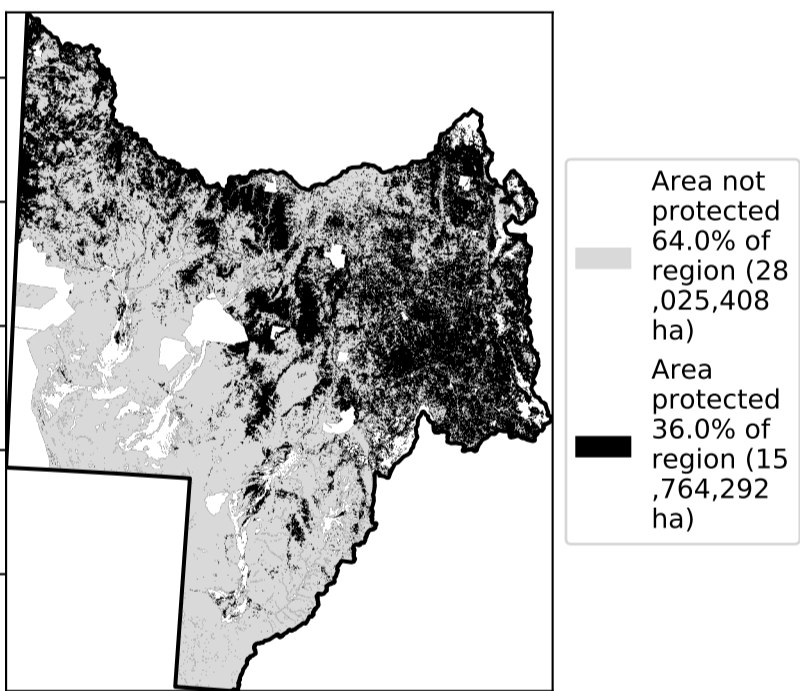 Area not
protected
64.0% of
region (28
,025,408
ha)
Area
protected
36.0% of
region (15
,764,292
ha)